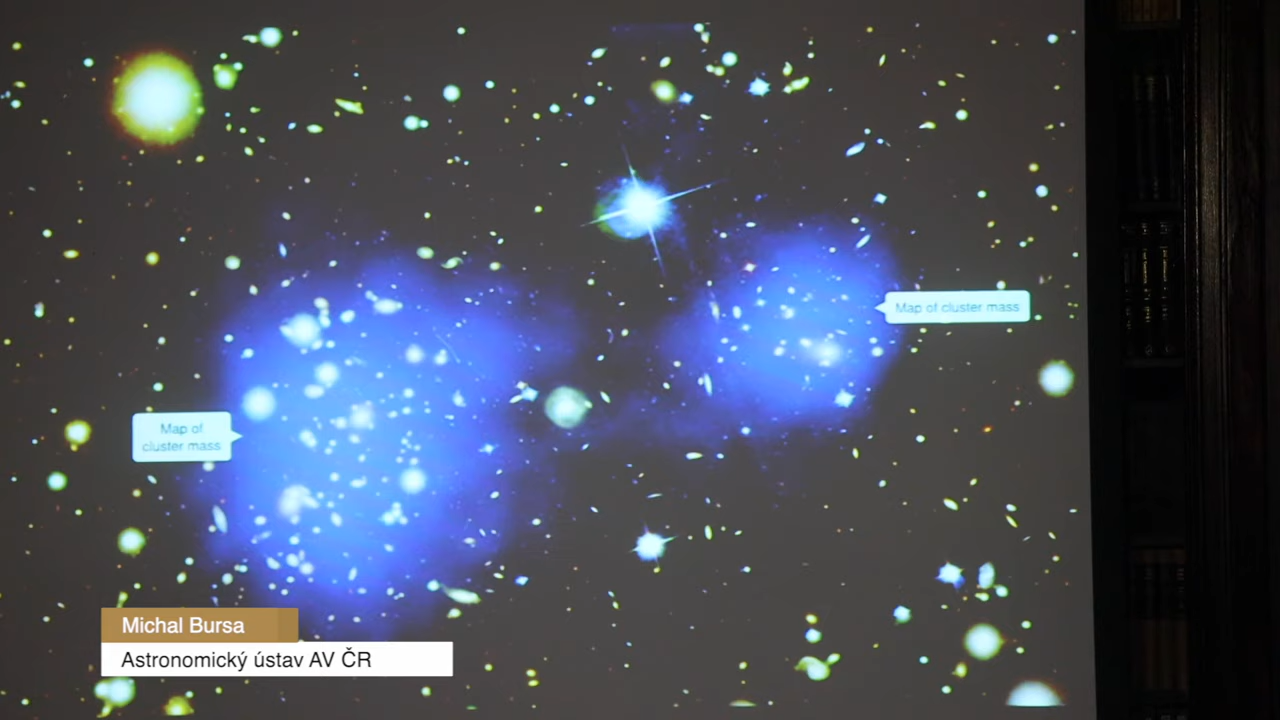 Map of cluster mass
Map of
cluster mass
Michal Bursa
Astronomický ústav AV ČR